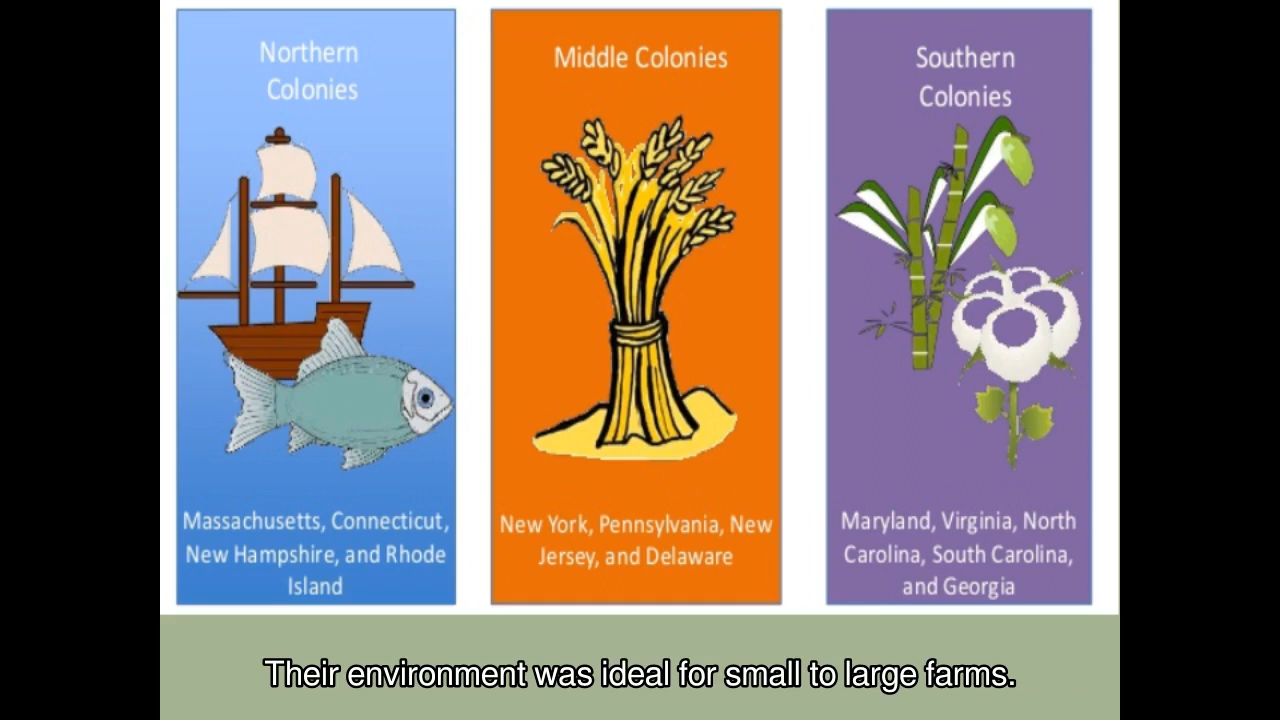 Northern
Colonies
Massachusetts, Connecticut,
New Hampshire, and Rhode
Island
Middle Colonies
New York, Pennsylvania, New
Jersey, and Delaware
Southern
Colonies
Maryland, Virginia, North
Carolina, South Carolina,
and Georgia
Their environment was ideal for small to large farms.